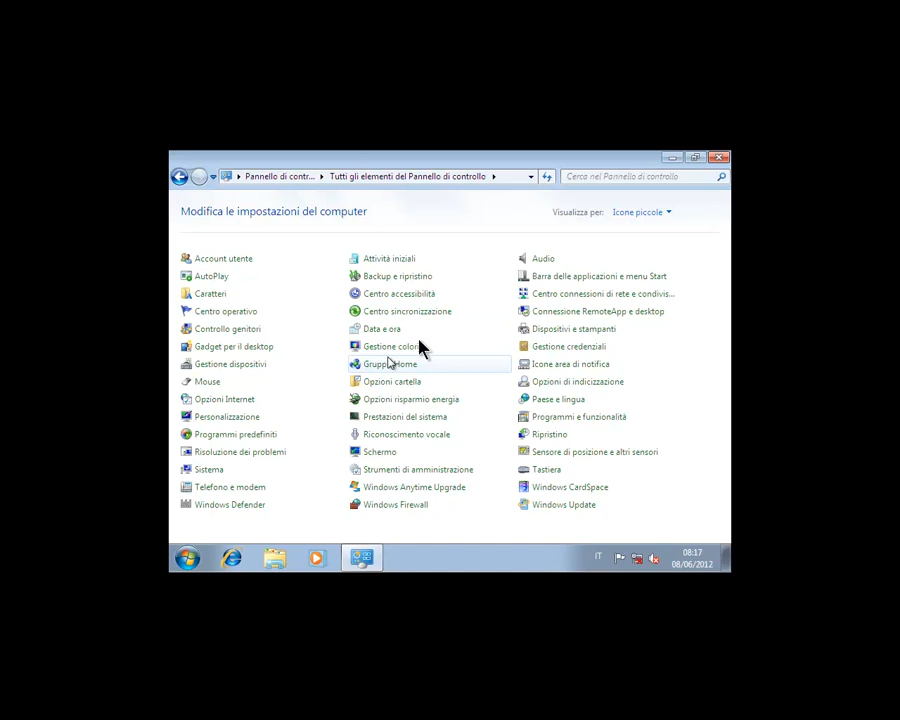 Pannello di contr... Tutti gli elementi del Pannello di controllo Cerca nel Pannello di controllo
Modifica le impostazioni del computer
Visualizza per: Icone piccole
Account utente
Attività iniziali
Audio
AutoPlay
Backup e ripristino
Barra delle applicazioni e menu Start
Caratteri
Centro accessibilità
Centro connessioni di rete e condivis...
Centro operativo
Centro sincronizzazione
Connessione RemoteApp e desktop
Controllo genitori
Data e ora
Dispositivi e stampanti
Gadget per il desktop
Gestione colori
Gestione credenziali
Gestione dispositivi
Gruppo Home
Icone area di notifica
Mouse
Opzioni cartella
Opzioni di indicizzazione
Opzioni Internet
Opzioni risparmio energia
Paese e lingua
Personalizzazione
Prestazioni del sistema
Programmi e funzionalità
Programmi predefiniti
Riconoscimento vocale
Ripristino
Risoluzione dei problemi
Schermo
Sensore di posizione e altri sensori
Sistema
Strumenti di amministrazione
Tastiera
Telefono e modem
Windows Anytime Upgrade
Windows CardSpace
Windows Defender
Windows Firewall
Windows Update
IT
08:17
08/06/2012